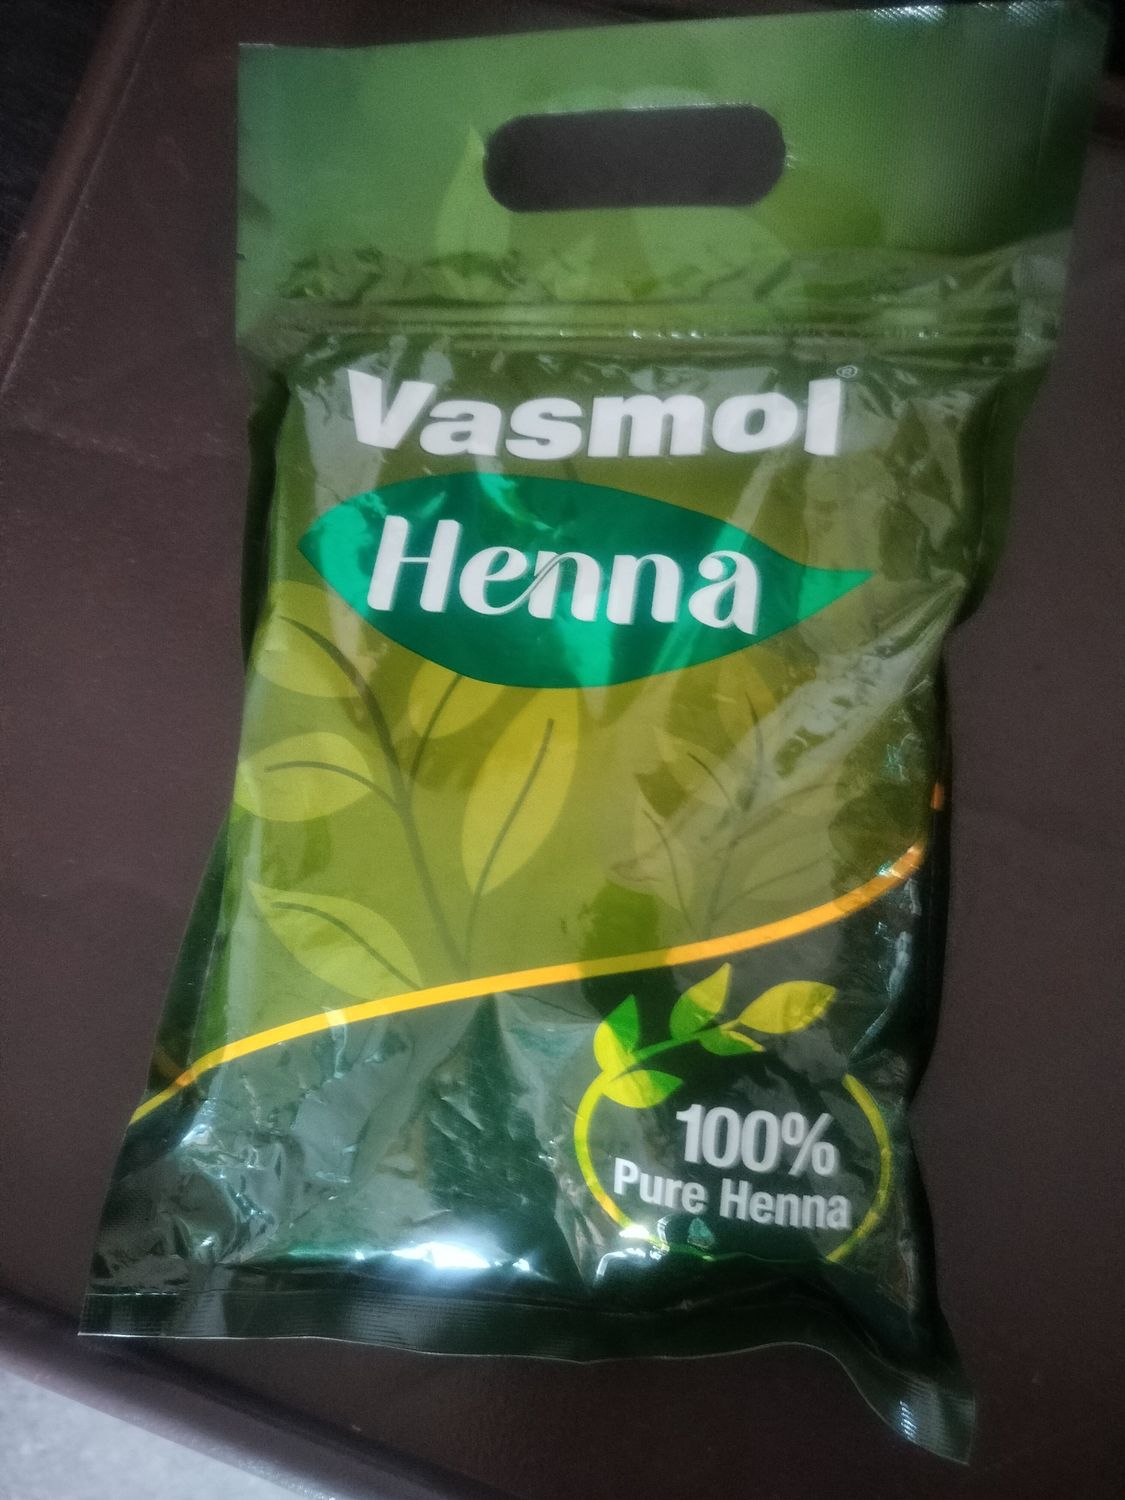 Vasmol®
Henna
100%
Pure Henna